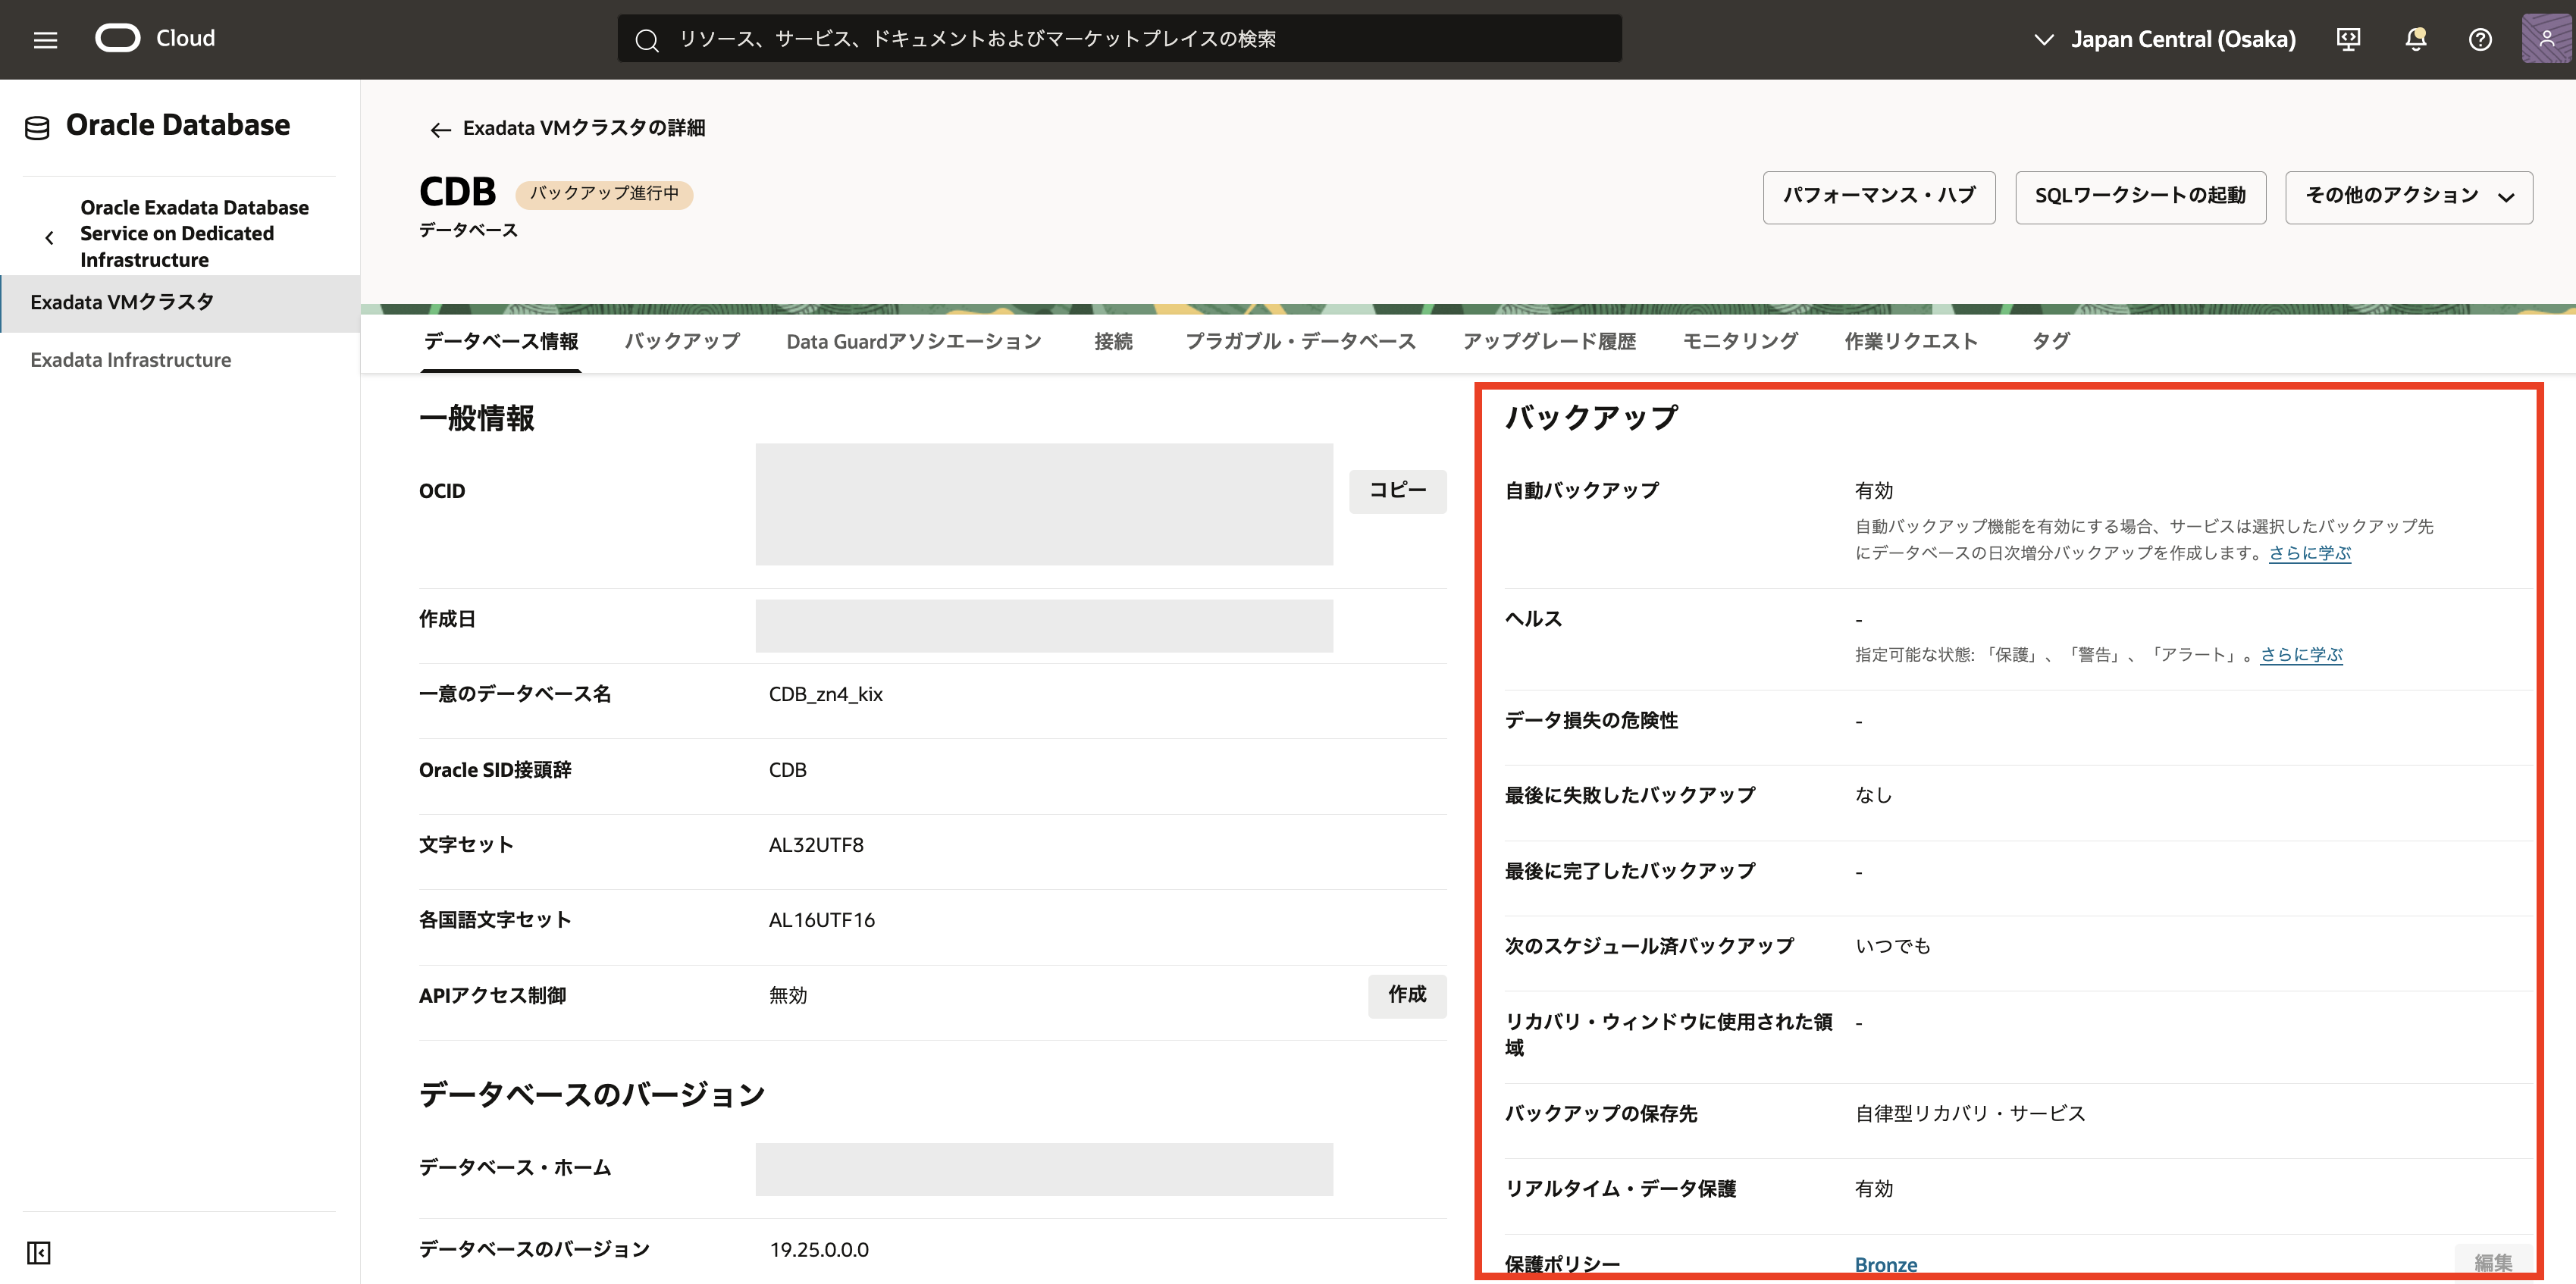 Cloud
リソース、サービス、ドキュメントおよびマーケットプレイスの検索
Japan Central (Osaka)
Oracle Database
Oracle Exadata Database
Service on Dedicated
Infrastructure
Exadata VMクラスタ
Exadata Infrastructure
Exadata VMクラスタの詳細
CDB
バックアップ進行中
データベース
パフォーマンス・ハブ
SQLワークシートの起動
その他のアクション
データベース情報
バックアップ
Data Guardアソシエーション
接続
プラガブル・データベース
アップグレード履歴
モニタリング
作業リクエスト
タグ
一般情報
OCID
コピー
作成日
一意のデータベース名
CDB_zn4_kix
Oracle SID接頭辞
CDB
文字セット
AL32UTF8
各国語文字セット
AL16UTF16
APIアクセス制御
無効
作成
データベースのバージョン
データベース・ホーム
データベースのバージョン
19.25.0.0.0
バックアップ
自動バックアップ
有効
自動バックアップ機能を有効にする場合、サービスは選択したバックアップ先
にデータベースの日次増分バックアップを作成します。さらに学ぶ
ヘルス
-
指定可能な状態: 「保護」、「警告」、「アラート」。さらに学ぶ
データ損失の危険性
-
最後に失敗したバックアップ
なし
最後に完了したバックアップ
-
次のスケジュール済バックアップ
いつでも
リカバリ・ウィンドウに使用された領
域
-
バックアップの保存先
自律型リカバリ・サービス
リアルタイム・データ保護
有効
保護ポリシー
Bronze
編集